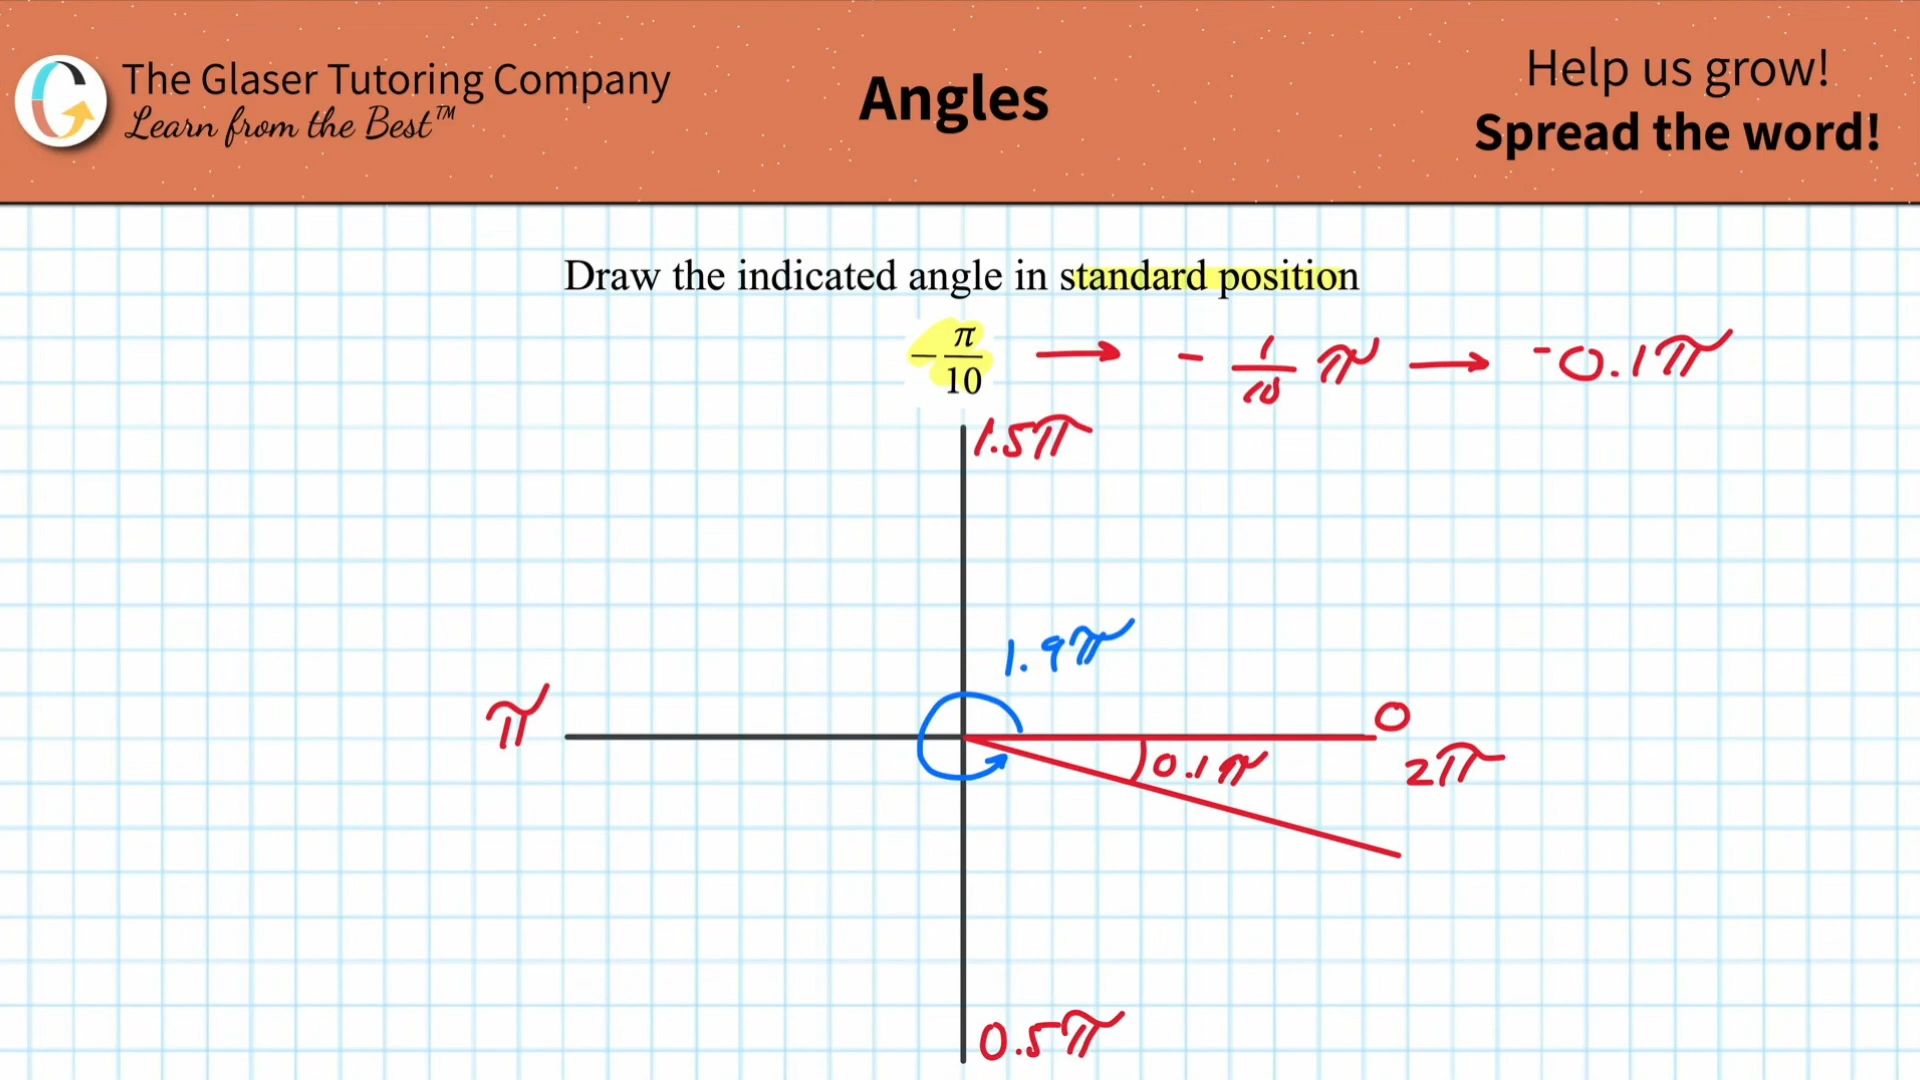 The Glaser Tutoring Company
Learn from the Best™
Angles
Help us grow!
Spread the word!
Draw the indicated angle in standard position
-π/10 → - 1/10 π → -0.1π
1.5π
1.9π
π
0
0.1π
2π
0.5π